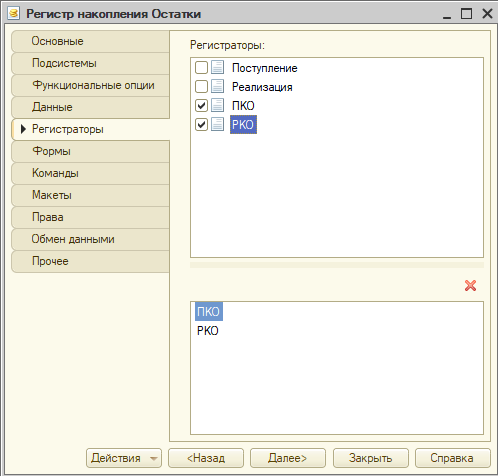 Регистр накопления Остатки
Основные
Подсистемы
Функциональные опции
Данные
Регистраторы
Формы
Команды
Макеты
Права
Обмен данными
Прочее
Регистраторы:
Поступление
Реализация
ПКО
РКО
ПКО
РКО
Действия
<Назад
Далее>
Закрыть
Справка